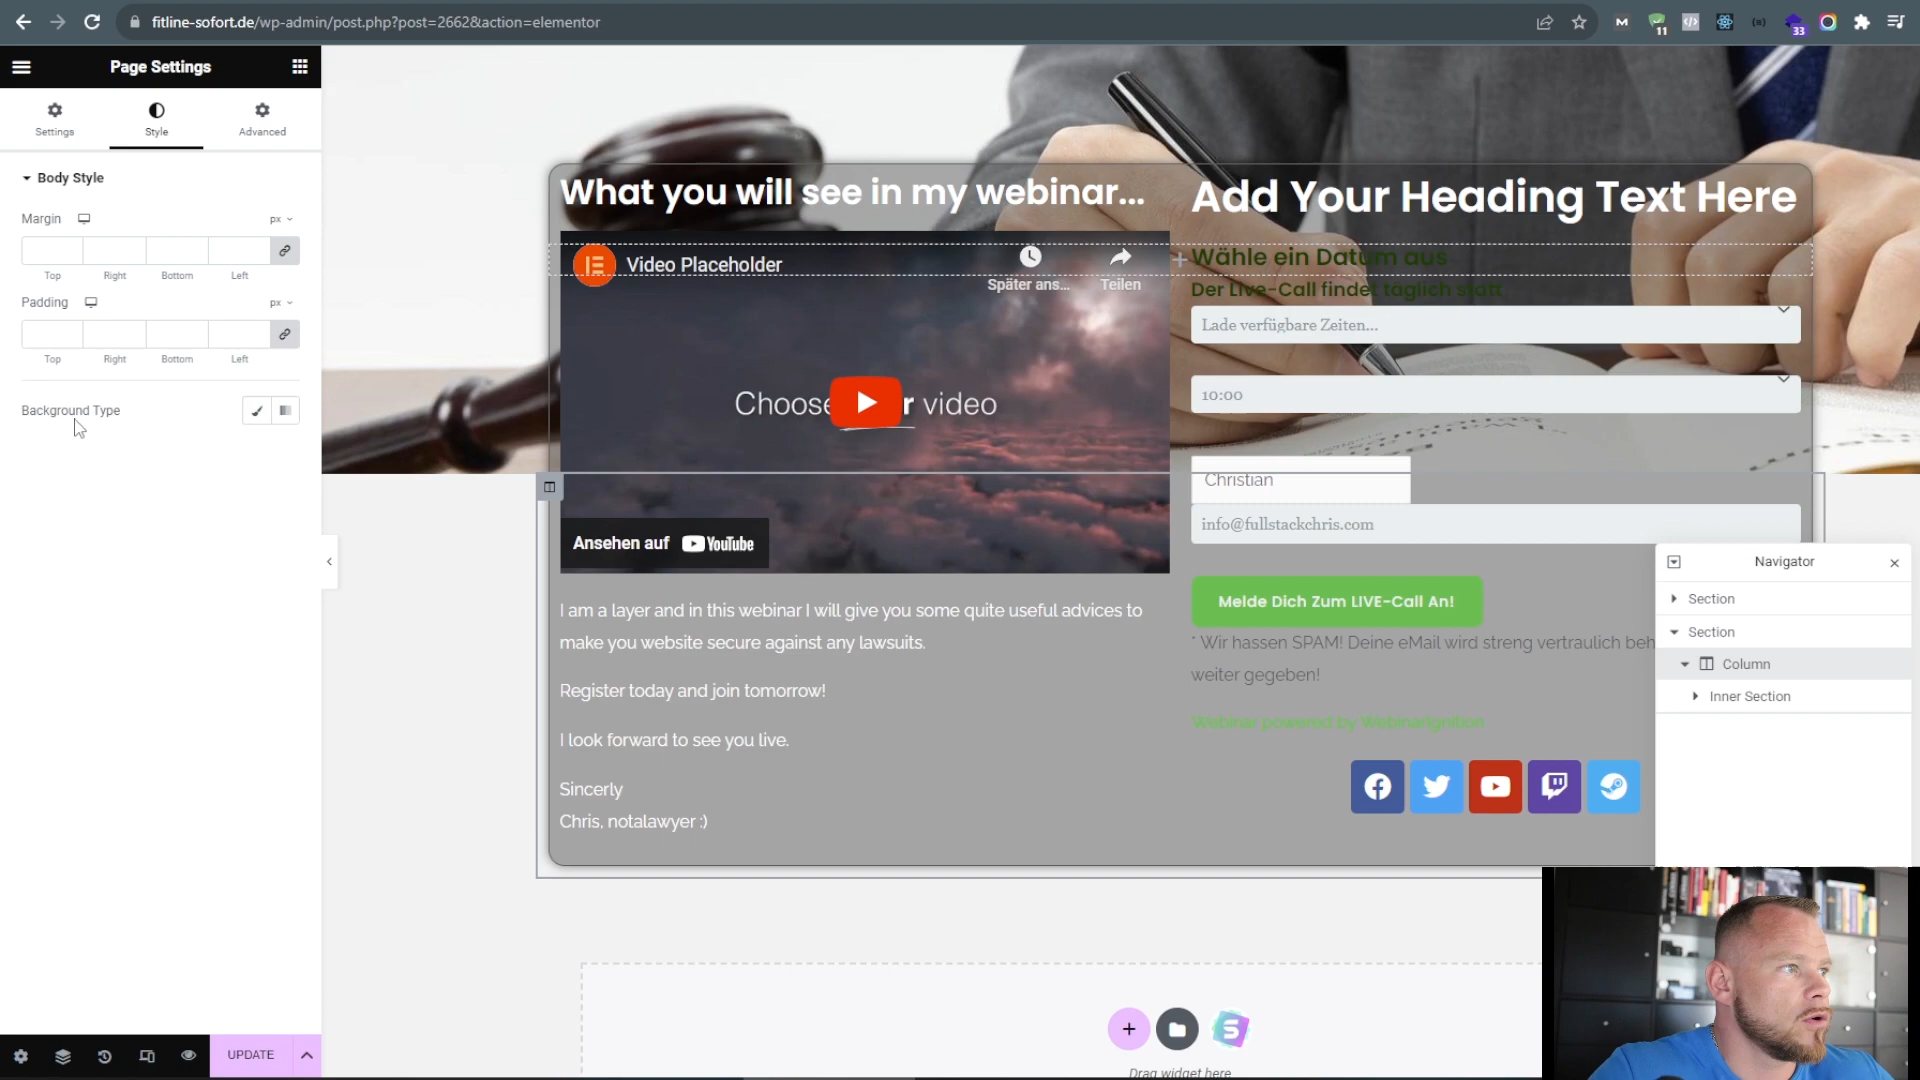 fitline-sofort.de/wp-admin/post.php?post=2662&action=elementor
11
33
Page Settings
Settings
Style
Advanced
Body Style
Margin
px
Top
Right
Bottom
Left
Padding
px
Top
Right
Bottom
Left
Background Type
UPDATE
What you will see in my webinar...
Video Placeholder
Später ans...
Teilen
Choose r video
Ansehen auf YouTube
I am a layer and in this webinar I will give you some quite useful advices to
make you website secure against any lawsuits.
Register today and join tomorrow!
I look forward to see you live.
Sincerly
Chris, notalawyer :)
Add Your Heading Text Here
Wähle ein Datum aus
Der Live-Call findet täglich statt
Lade verfügbare Zeiten...
10:00
Christian
info@fullstackchris.com
Melde Dich Zum LIVE-Call An!
* Wir hassen SPAM! Deine eMail wird streng vertraulich beh
weiter gegeben!
Webinar powered by WebinarIgnition
Navigator
Section
Section
Column
Inner Section
Drag widget here